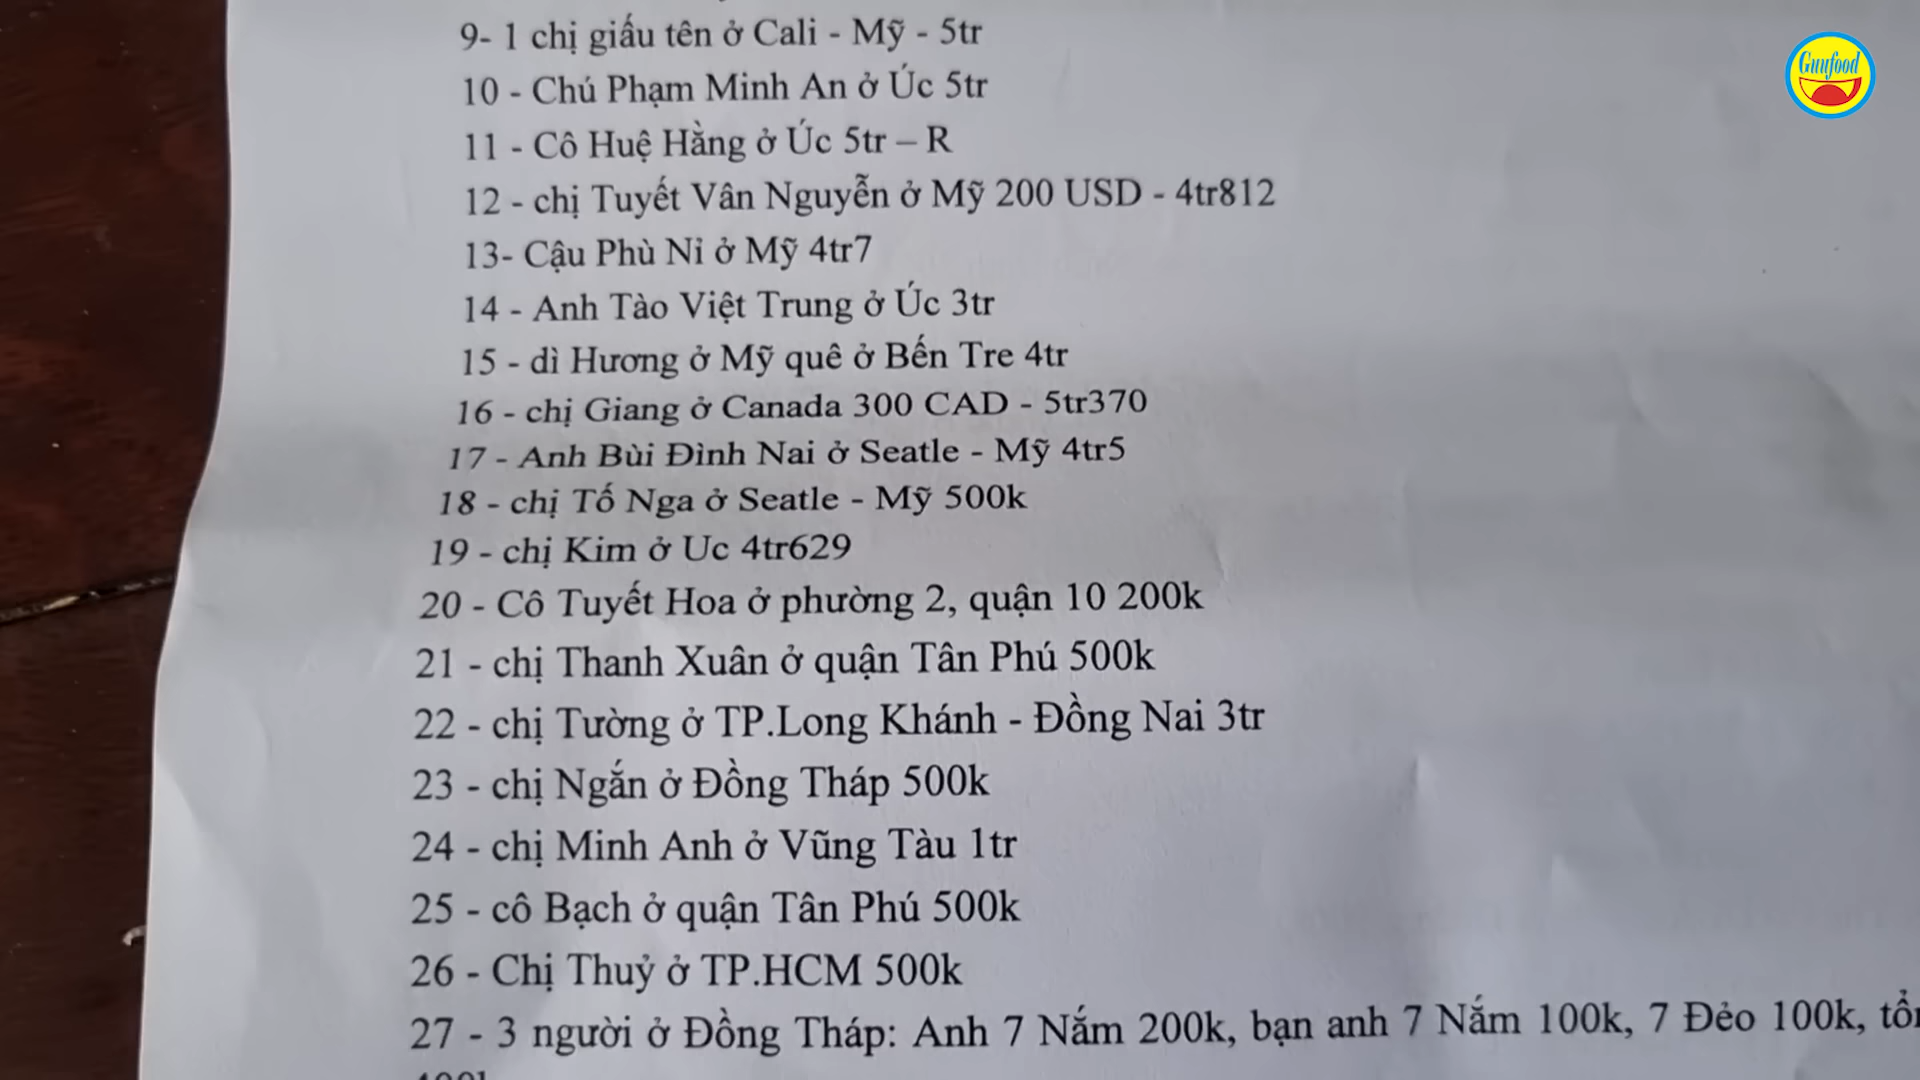 9- 1 chị giấu tên ở Cali - Mỹ - 5tr
Guufood
10 - Chú Phạm Minh An ở Úc 5tr
11 - Cô Huệ Hằng ở Úc 5tr – R
12 - chị Tuyết Vân Nguyễn ở Mỹ 200 USD - 4tr812
13- Cậu Phù Nỉ ở Mỹ 4tr7
14 - Anh Tào Việt Trung ở Úc 3tr
15 - dì Hương ở Mỹ quê ở Bến Tre 4tr
16 - chị Giang ở Canada 300 CAD - 5tr370
17 - Anh Bùi Đình Nai ở Seatle - Mỹ 4tr5
18 - chị Tố Nga ở Seatle - Mỹ 500k
19 - chị Kim ở Uc 4tr629
20 - Cô Tuyết Hoa ở phường 2, quận 10 200k
21 - chị Thanh Xuân ở quận Tân Phú 500k
22 - chị Tường ở TP.Long Khánh - Đồng Nai 3tr
23 - chị Ngắn ở Đồng Tháp 500k
24 - chị Minh Anh ở Vũng Tàu 1tr
25 - cô Bạch ở quận Tân Phú 500k
26 - Chị Thuỷ ở TP.HCM 500k
27 - 3 người ở Đồng Tháp: Anh 7 Nắm 200k, bạn anh 7 Nắm 100k, 7 Đẻo 100k,